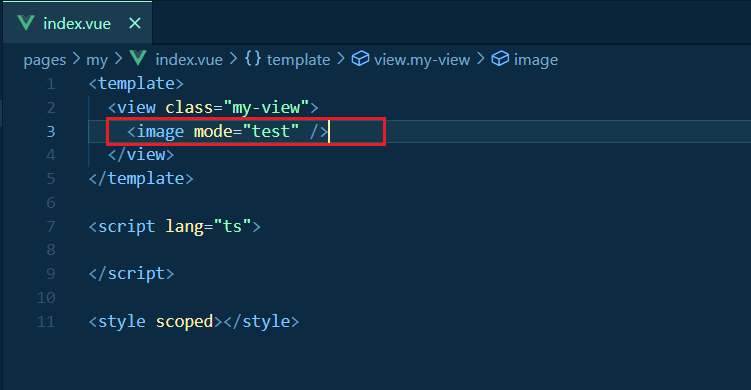 index.vue ×
pages > my > index.vue > {} template > view.my-view > image
1 <template>
2 <view class="my-view">
3 <image mode="test" />
4 </view>
5 </template>
6
7 <script lang="ts">
8
9 </script>
10
11 <style scoped></style>